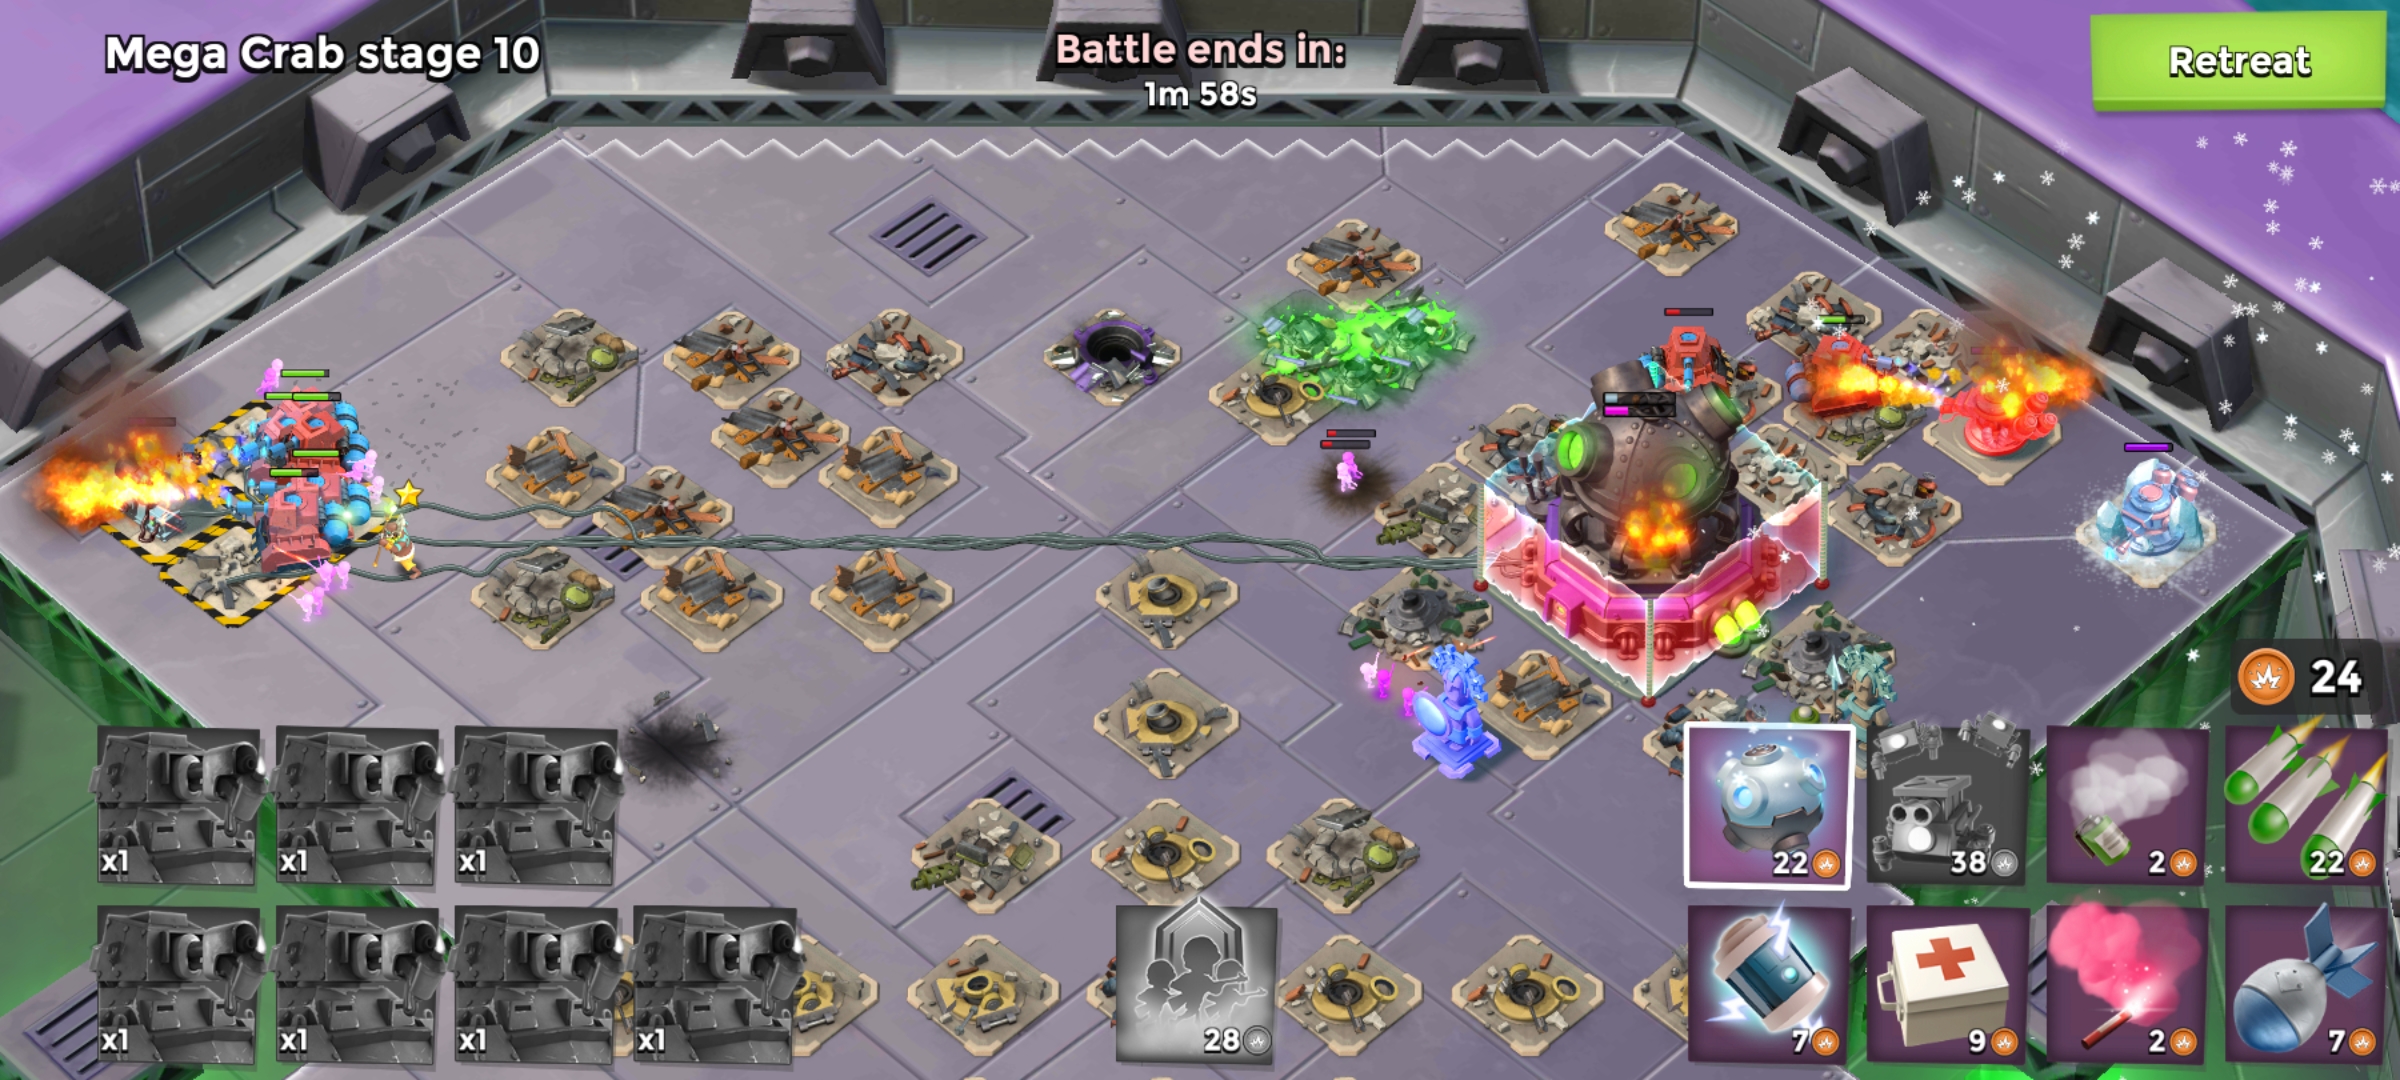 Mega Crab stage 10
Battle ends in:
1m 58s
Retreat
24
x1
x1
x1
22
38
2
22
x1
x1
x1
x1
28
7
9
2
7